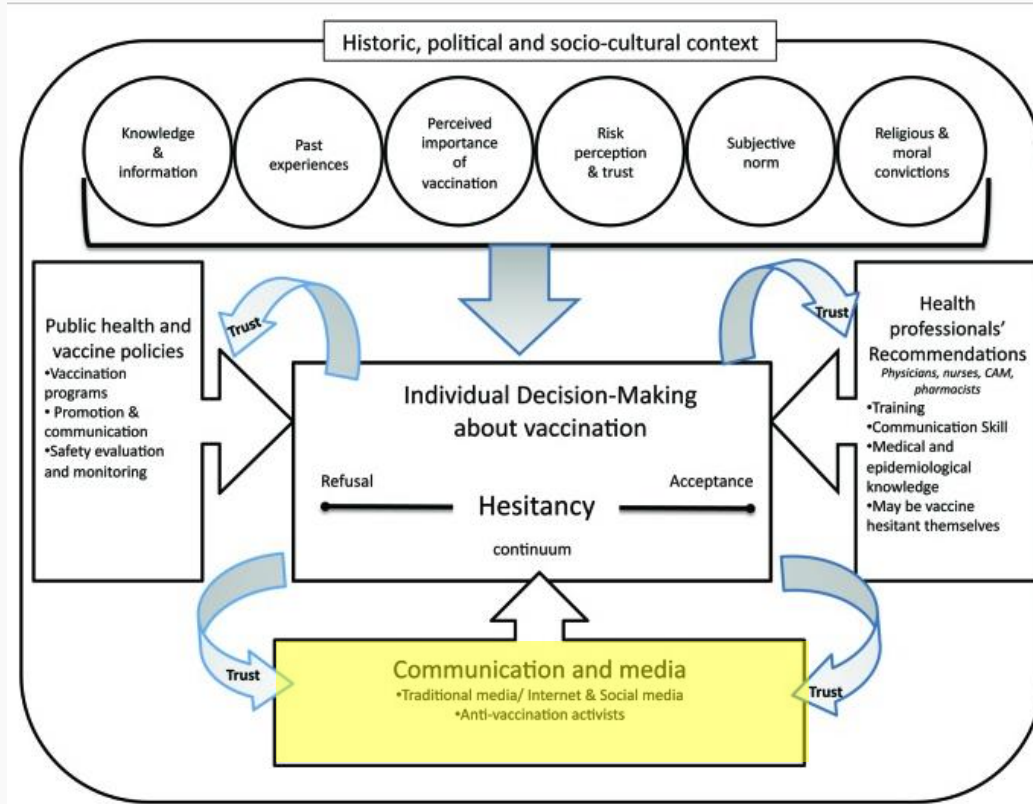 Historic, political and socio-cultural context
Knowledge
&
information
Past
experiences
Perceived
importance
of
vaccination
Risk
perception
& trust
Subjective
norm
Religious &
moral
convictions
Public health and
vaccine policies
•Vaccination
programs
• Promotion &
communication
•Safety evaluation
and monitoring
Trust
Trust
Health
professionals'
Recommendations
Physicians, nurses, CAM,
pharmacists
•Training
•Communication Skill
•Medical and
epidemiological
knowledge
•May be vaccine
hesitant themselves
Individual Decision-Making
about vaccination
Refusal
Acceptance
Hesitancy
continuum
Trust
Trust
Communication and media
•Traditional media/ Internet & Social media
•Anti-vaccination activists